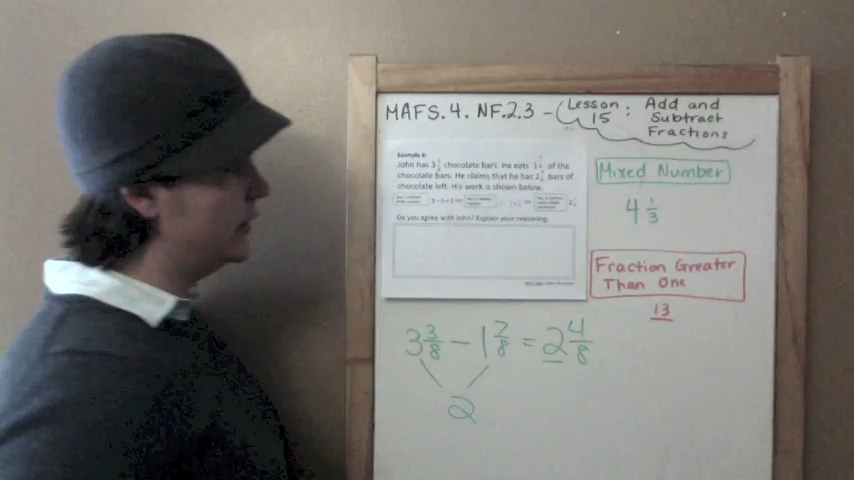 MAFS.4.NF.2.3 - Lesson 15 : Add and Subtract Fractions
Example 6:
John has 3 3/8 chocolate bars. He eats 1 of the
chocolate bars. He claims that he has 2 bars of
chocolate left. His work is shown below.
Do you agree with John? Explain your reasoning.
Mixed Number
4 1/3
Fraction Greater
Than One
13
3 3/8 - 1 7/8 = 2 4/8
2